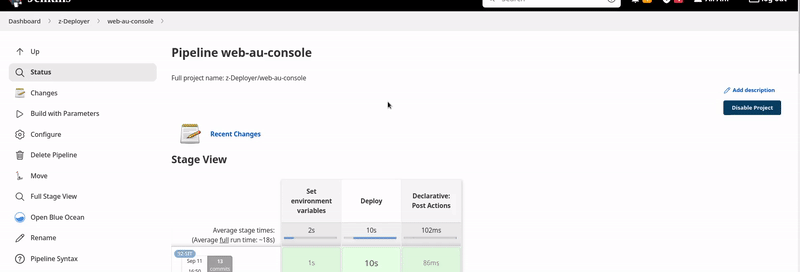 Jenkins
Search
log out
Dashboard
z-Deployer
web-au-console
Up
Status
Changes
Build with Parameters
Configure
Delete Pipeline
Move
Full Stage View
Open Blue Ocean
Rename
Pipeline Syntax
Pipeline web-au-console
Full project name: z-Deployer/web-au-console
Add description
Disable Project
Recent Changes
Stage View
Set
environment
variables
Deploy
Declarative:
Post Actions
Average stage times:
(Average full run time: ~18s)
2s
10s
102ms
Sep 11
13
commits
1s
10s
86ms